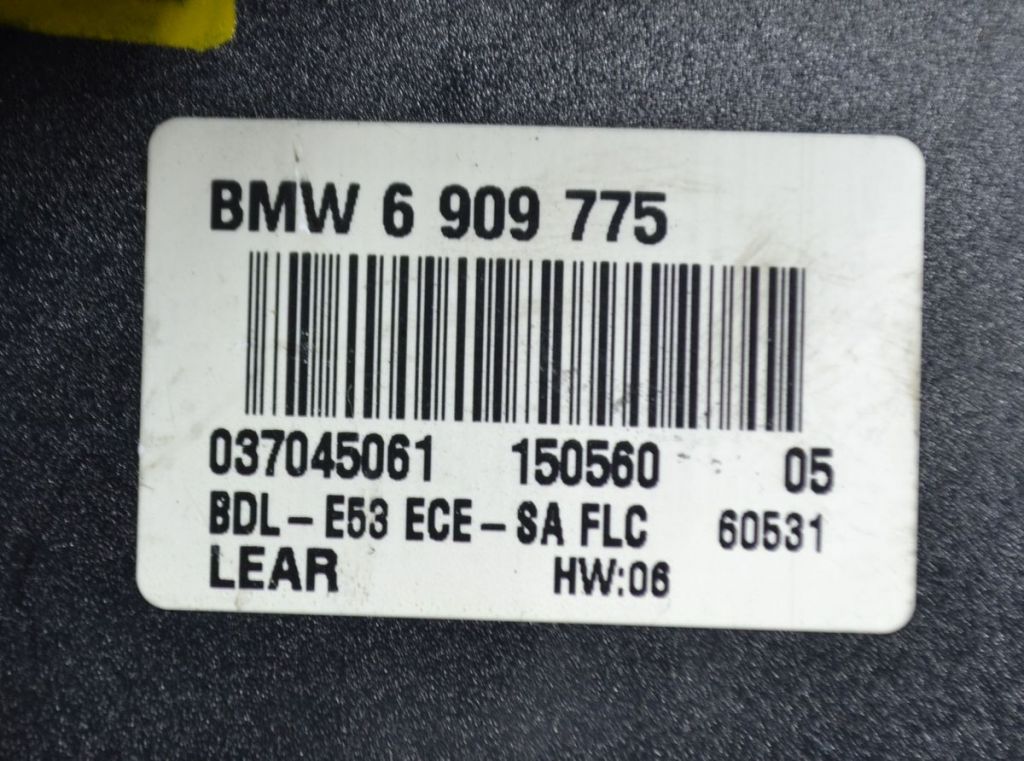 BMW 6 909 775
037045061 150560 05
BDL-E53 ECE-SA FLC 60531
LEAR HW:06